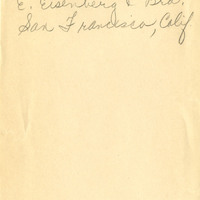 E. Eisenberg & Bro.
San Francisco, Calif